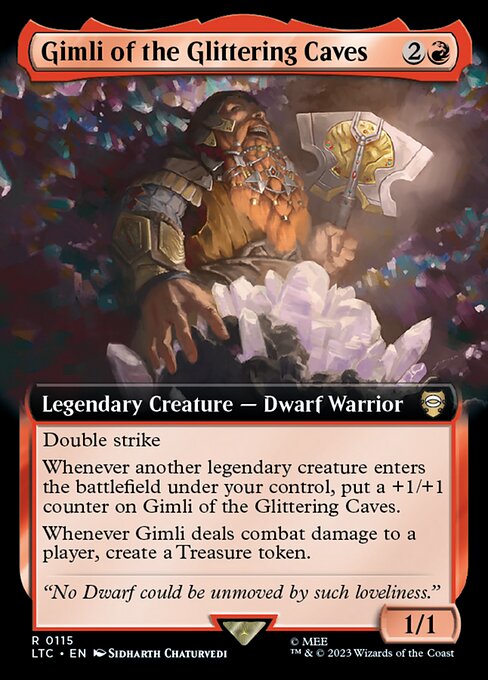 Gimli of the Glittering Caves 2
Legendary Creature — Dwarf Warrior
Double strike
Whenever another legendary creature enters
the battlefield under your control, put a +1/+1
counter on Gimli of the Glittering Caves.
Whenever Gimli deals combat damage to a
player, create a Treasure token.
“No Dwarf could be unmoved by such loveliness.”
1/1
R 0115
LTC • EN Sidharth Chaturvedi
© MEE
™ & © 2023 Wizards of the Coast